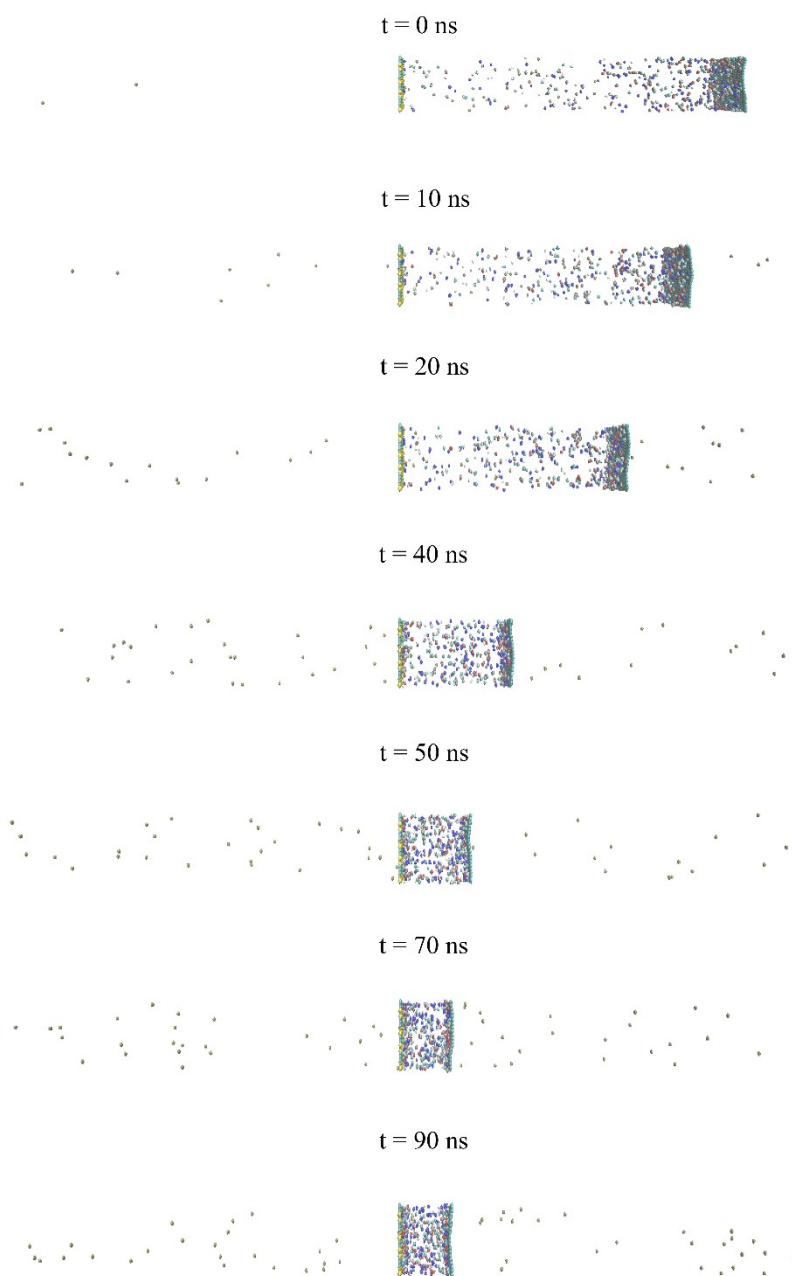 t = 0 ns
t = 10 ns
t = 20 ns
t = 40 ns
t = 50 ns
t = 70 ns
t = 90 ns